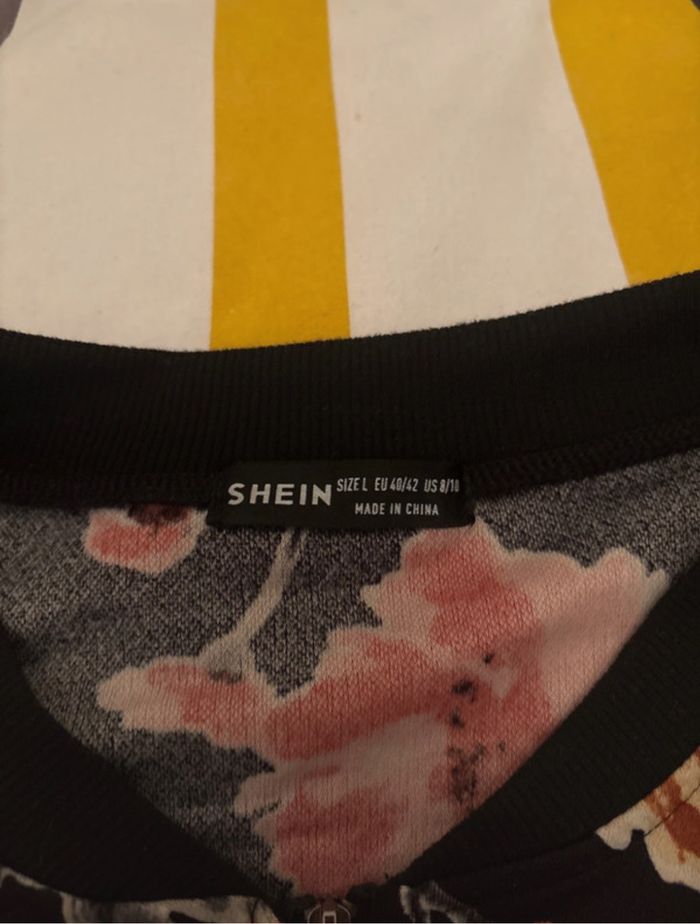 SHEIN SIZE L EU 40/42 US 8/10
MADE IN CHINA